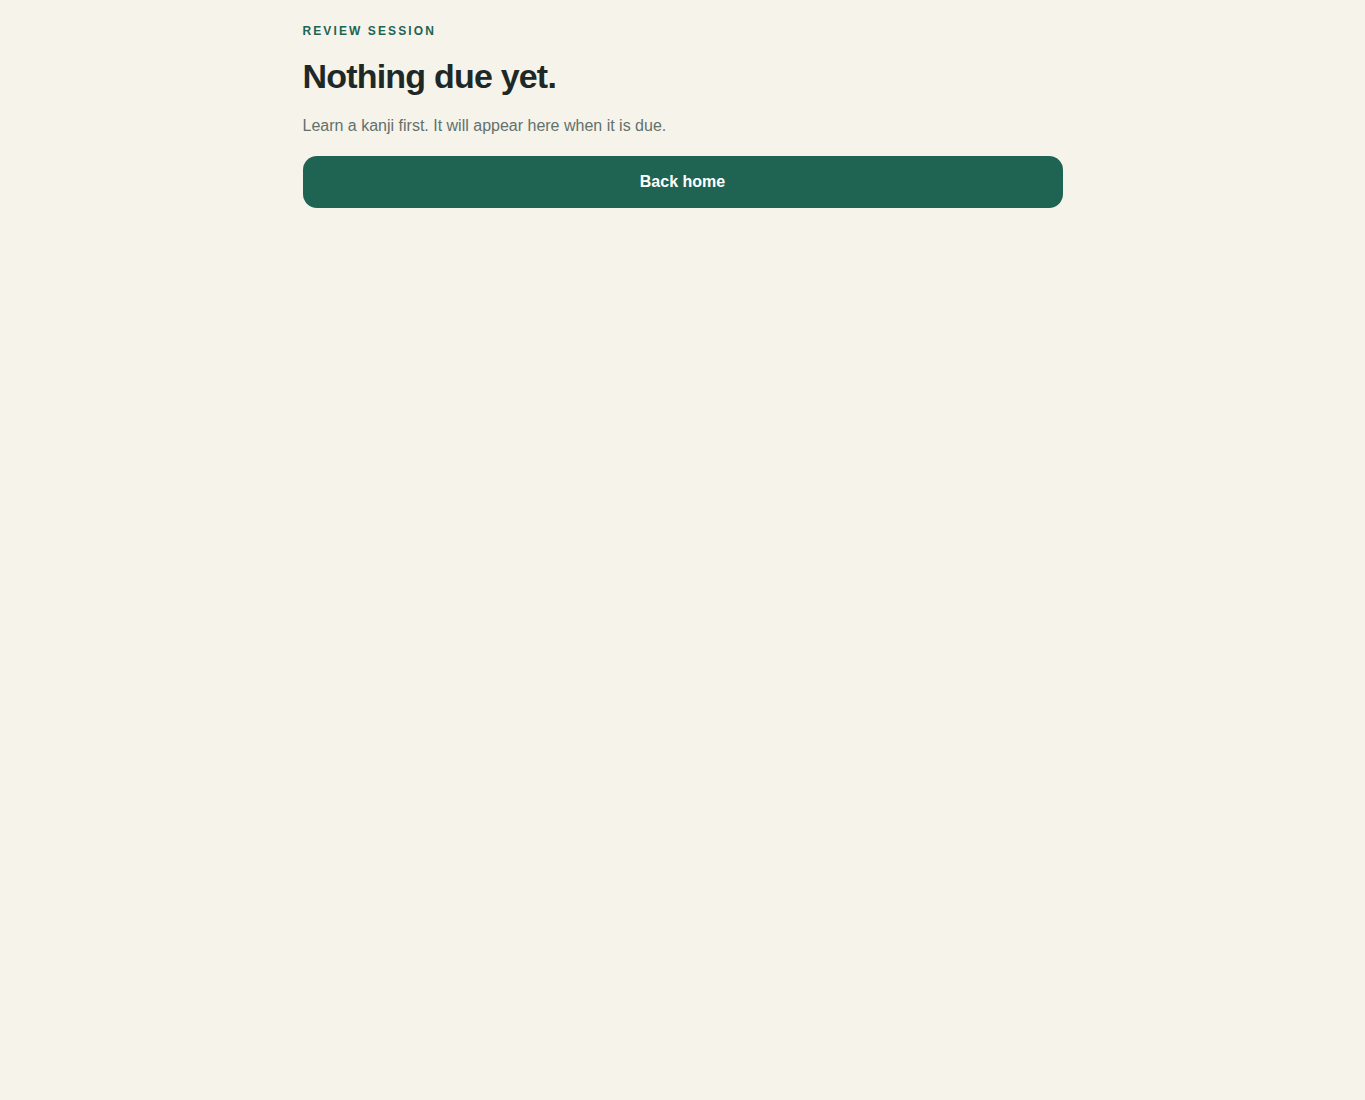 REVIEW SESSION
Nothing due yet.
Learn a kanji first. It will appear here when it is due.
Back home